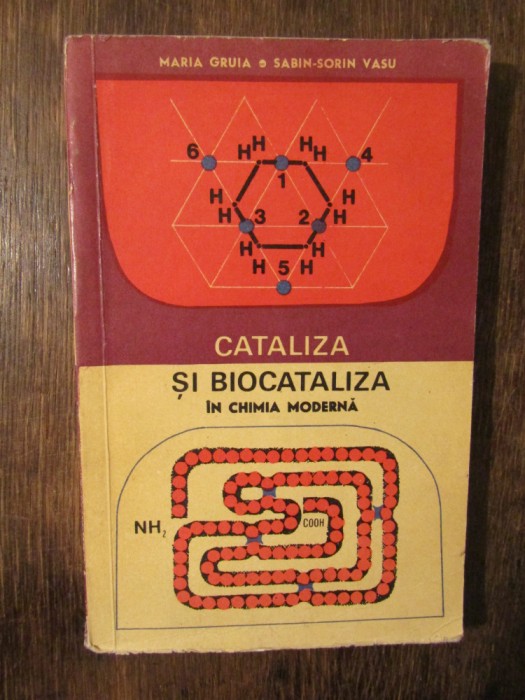 MARIA GRUIA • SABIN-SORIN VASU
6 H H H H 4
1
H H
H 3 2 H
H H
H 5 H
CATALIZA
ȘI BIOCATALIZA
ÎN CHIMIA MODERNĂ
NH2 COOH